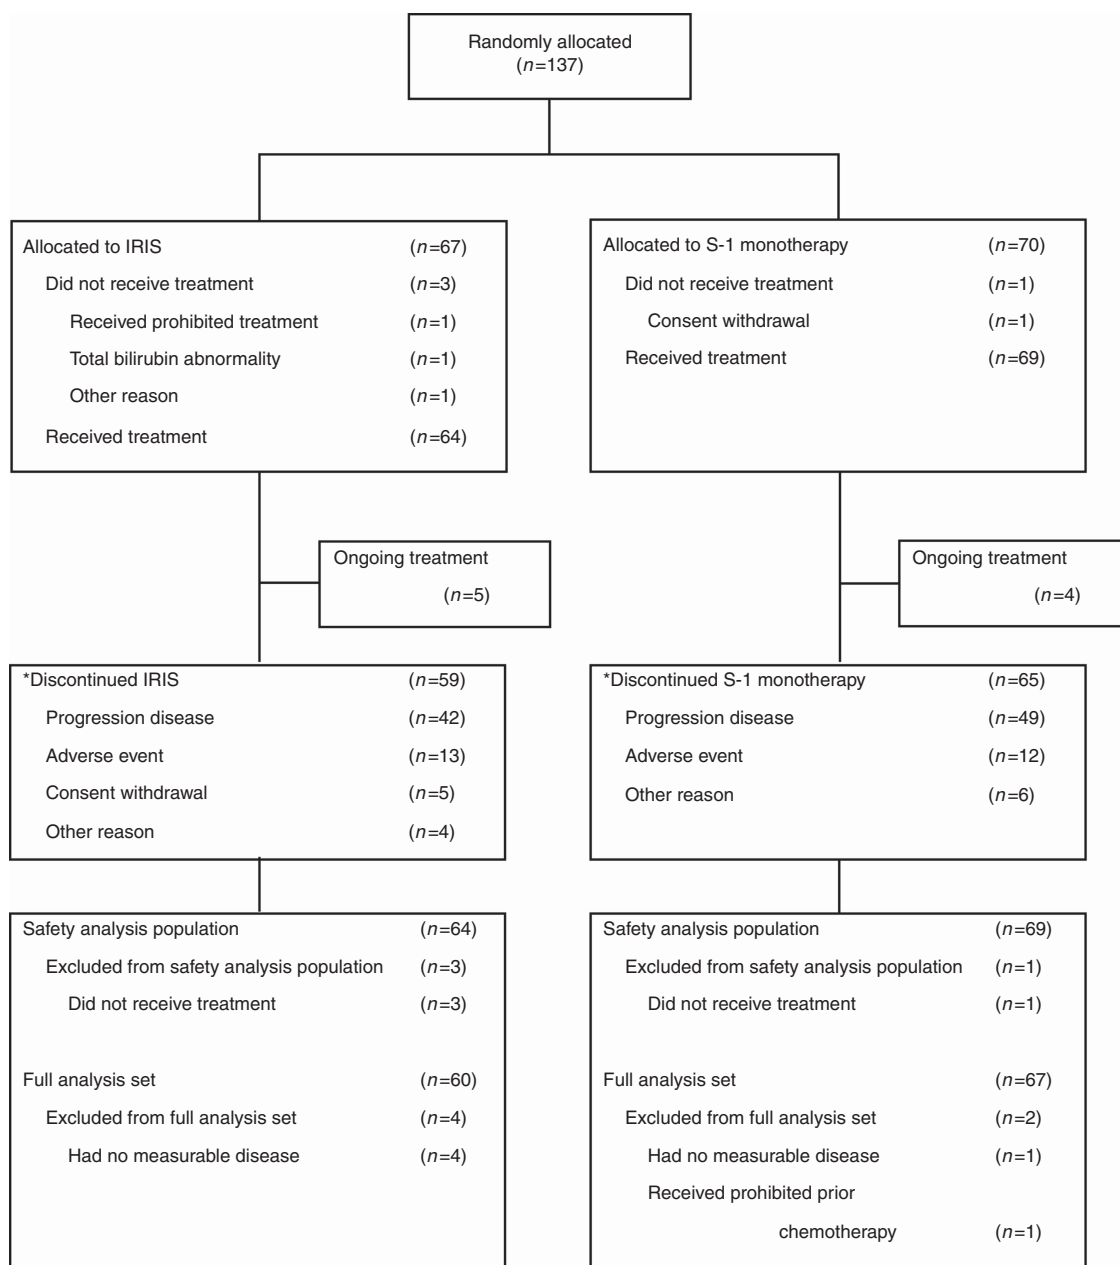 Randomly allocated
(n=137)
Allocated to IRIS (n=67)
Did not receive treatment (n=3)
Received prohibited treatment (n=1)
Total bilirubin abnormality (n=1)
Other reason (n=1)
Received treatment (n=64)
Allocated to S-1 monotherapy (n=70)
Did not receive treatment (n=1)
Consent withdrawal (n=1)
Received treatment (n=69)
Ongoing treatment
(n=5)
Ongoing treatment
(n=4)
*Discontinued IRIS (n=59)
Progression disease (n=42)
Adverse event (n=13)
Consent withdrawal (n=5)
Other reason (n=4)
*Discontinued S-1 monotherapy (n=65)
Progression disease (n=49)
Adverse event (n=12)
Other reason (n=6)
Safety analysis population (n=64)
Excluded from safety analysis population (n=3)
Did not receive treatment (n=3)
Full analysis set (n=60)
Excluded from full analysis set (n=4)
Had no measurable disease (n=4)
Safety analysis population (n=69)
Excluded from safety analysis population (n=1)
Did not receive treatment (n=1)
Full analysis set (n=67)
Excluded from full analysis set (n=2)
Had no measurable disease (n=1)
Received prohibited prior
chemotherapy (n=1)